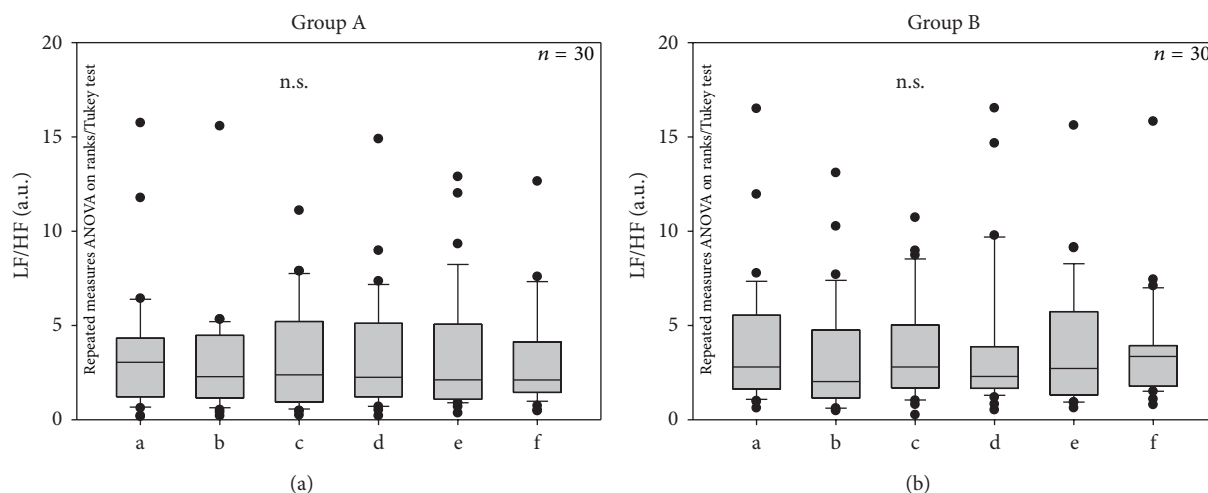 Group A
20
15
10
5
0
LF/HF (a.u.)
Repeated measures ANOVA on ranks/Tukey test
n.s.
n = 30
a b c d e f
(a)
Group B
20
15
10
5
0
LF/HF (a.u.)
Repeated measures ANOVA on ranks/Tukey test
n.s.
n = 30
a b c d e f
(b)